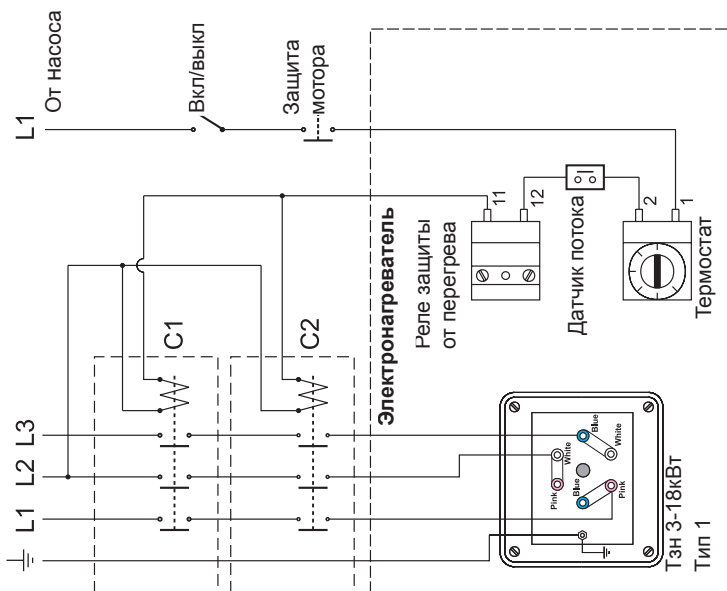 L1
От насоса
Вкл/выкл
Защита
мотора
L3
L2
L1
C1
C2
Электронагреватель
Реле защиты
от перегрева
11
12
Датчик потока
2
1
Термостат
Blue
White
White
Pink
Blue
Pink
Тэн 3-18кВт
Тип 1